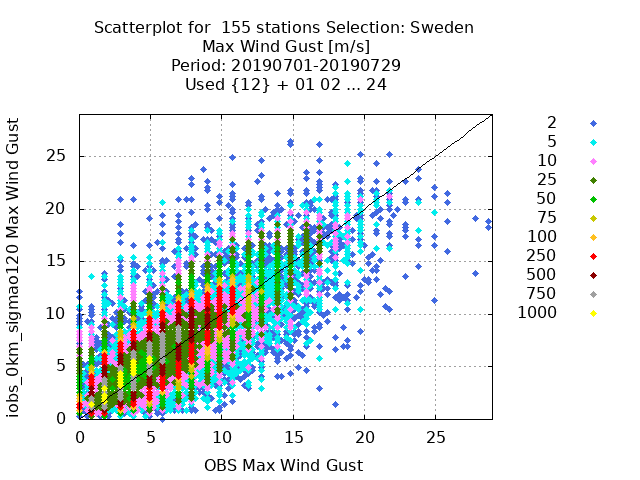 Scatterplot for  155 stations Selection: Sweden
Max Wind Gust [m/s]
Period: 20190701-20190729
Used {12} + 01 02 ... 24
iobs_0km_sigmao120 Max Wind Gust
25
20
15
10
5
0
0 5 10 15 20 25
OBS Max Wind Gust
2
5
10
25
50
75
100
250
500
750
1000